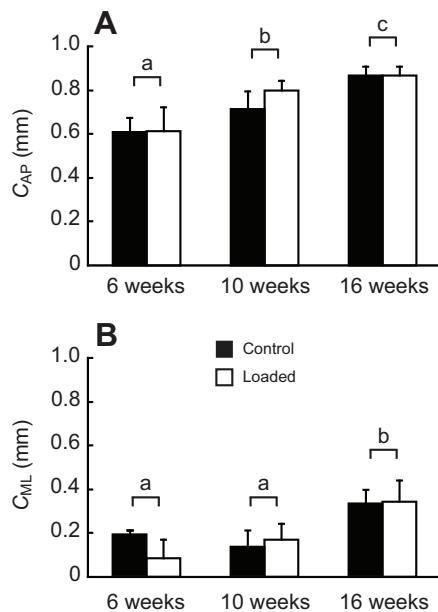 A
1.0
0.8
0.6
0.4
0.2
0
C_AP (mm)
a
b
c
6 weeks
10 weeks
16 weeks
B
1.0
0.8
0.6
0.4
0.2
0
C_ML (mm)
Control
Loaded
a
a
b
6 weeks
10 weeks
16 weeks